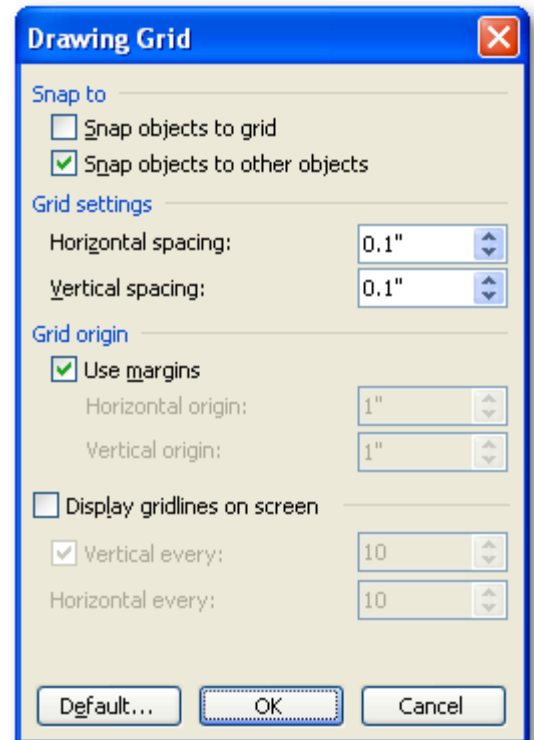 Drawing Grid
Snap to
Snap objects to grid
Snap objects to other objects
Grid settings
Horizontal spacing: 0.1"
Vertical spacing: 0.1"
Grid origin
Use margins
Horizontal origin: 1"
Vertical origin: 1"
Display gridlines on screen
Vertical every: 10
Horizontal every: 10
Default... OK Cancel